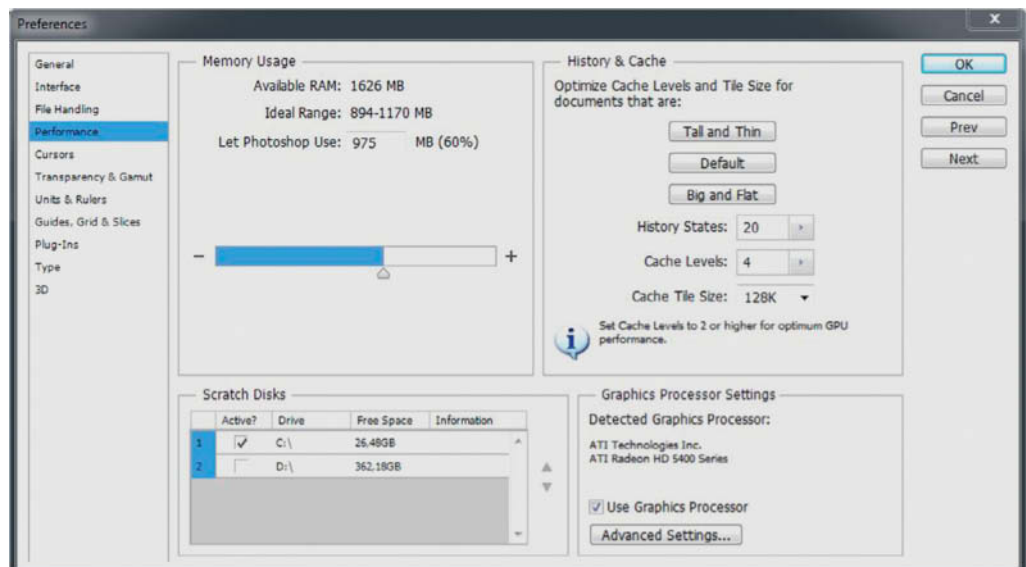 Preferences
x
General
Interface
File Handling
Performance
Cursors
Transparency & Gamut
Units & Rulers
Guides, Grid & Slices
Plug-Ins
Type
3D
Memory Usage
Available RAM: 1626 MB
Ideal Range: 894-1170 MB
Let Photoshop Use: 975 MB (60%)
- +
History & Cache
Optimize Cache Levels and Tile Size for
documents that are:
Tall and Thin
Default
Big and Flat
History States: 20
Cache Levels: 4
Cache Tile Size: 128K
i
Set Cache Levels to 2 or higher for optimum GPU
performance.
OK
Cancel
Prev
Next
Scratch Disks
Active? Drive Free Space Information
1 C:\ 26,48GB
2 D:\ 362,18GB
Graphics Processor Settings
Detected Graphics Processor:
ATI Technologies Inc.
ATI Radeon HD 5400 Series
Use Graphics Processor
Advanced Settings...